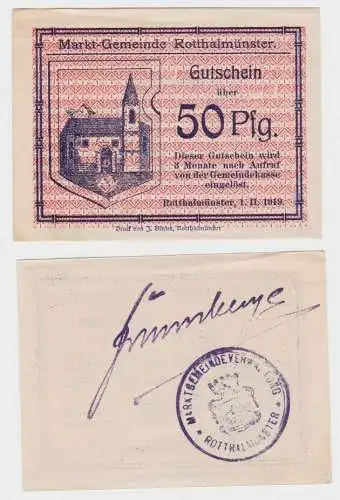 Markt-Gemeinde Rotthalmünster.
Gutschein
über
50 Pfg.
Dieser Gutschein wird
3 Monate nach Aufruf
von der Gemeindekasse
eingelöst.
Rotthalmünster, 1. II. 1919.
Druck von J. Rotthalmünster
MARKTGEMEINDEVERWALTUNG
ROTTHALMÜNSTER